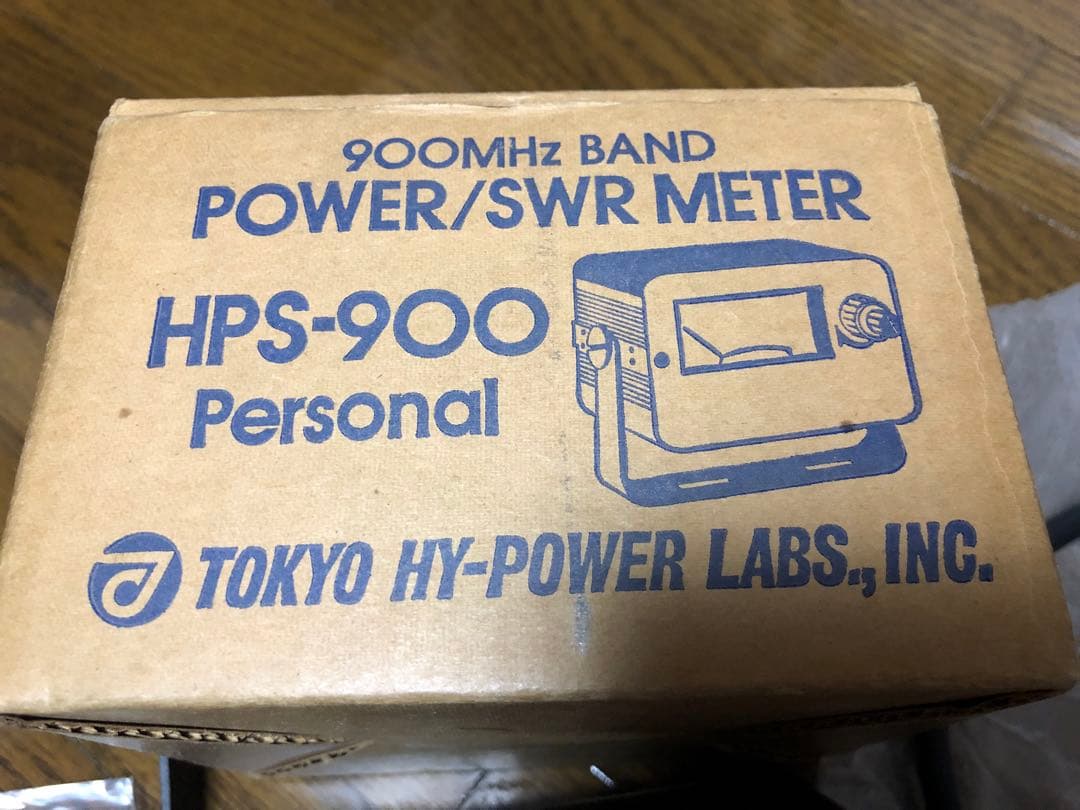 900MHz BAND
POWER/SWR METER
HPS-900
Personal
TOKYO HY-POWER LABS., INC.